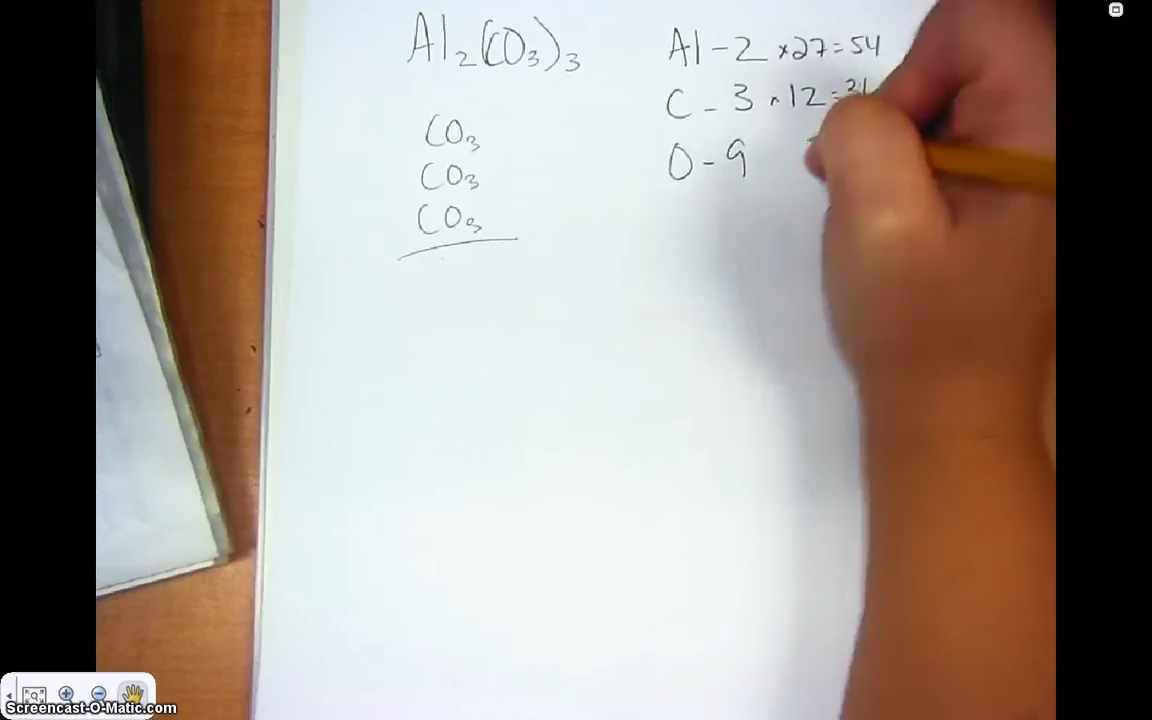 Al₂(CO₃)₃
CO₃
CO₃
CO₃
Al - 2 × 27 = 54
C - 3 × 12 =
O - 9
Screencast-O-Matic.com